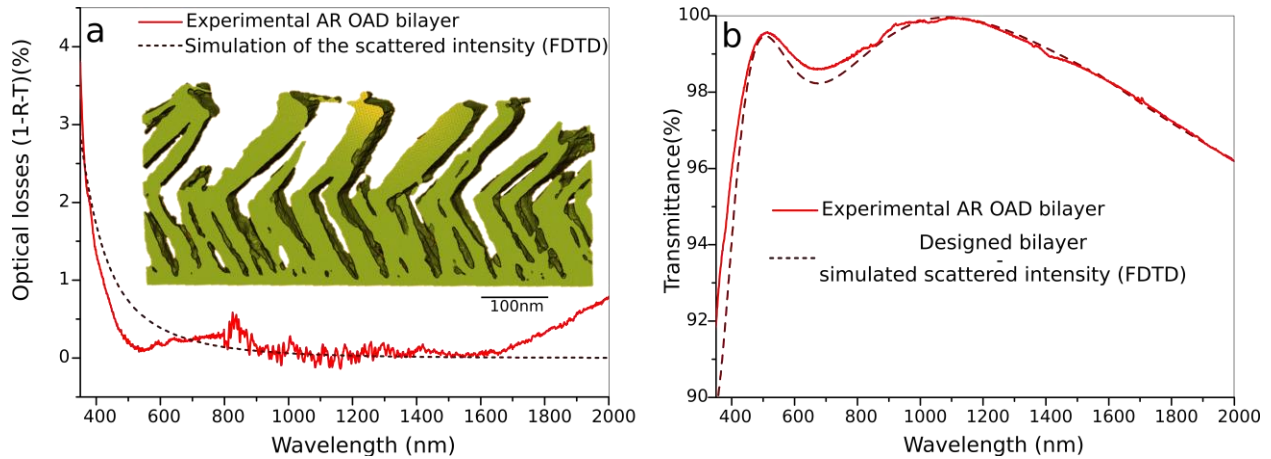 a
Experimental AR OAD bilayer
Simulation of the scattered intensity (FDTD)
Optical losses (1-R-T)(%)
4
3
2
1
0
100nm
400 600 800 1000 1200 1400 1600 1800 2000
Wavelength (nm)
b
Transmittance(%)
100
98
96
94
92
90
Experimental AR OAD bilayer
Designed bilayer
-
simulated scattered intensity (FDTD)
400 600 800 1000 1200 1400 1600 1800 2000
Wavelength (nm)